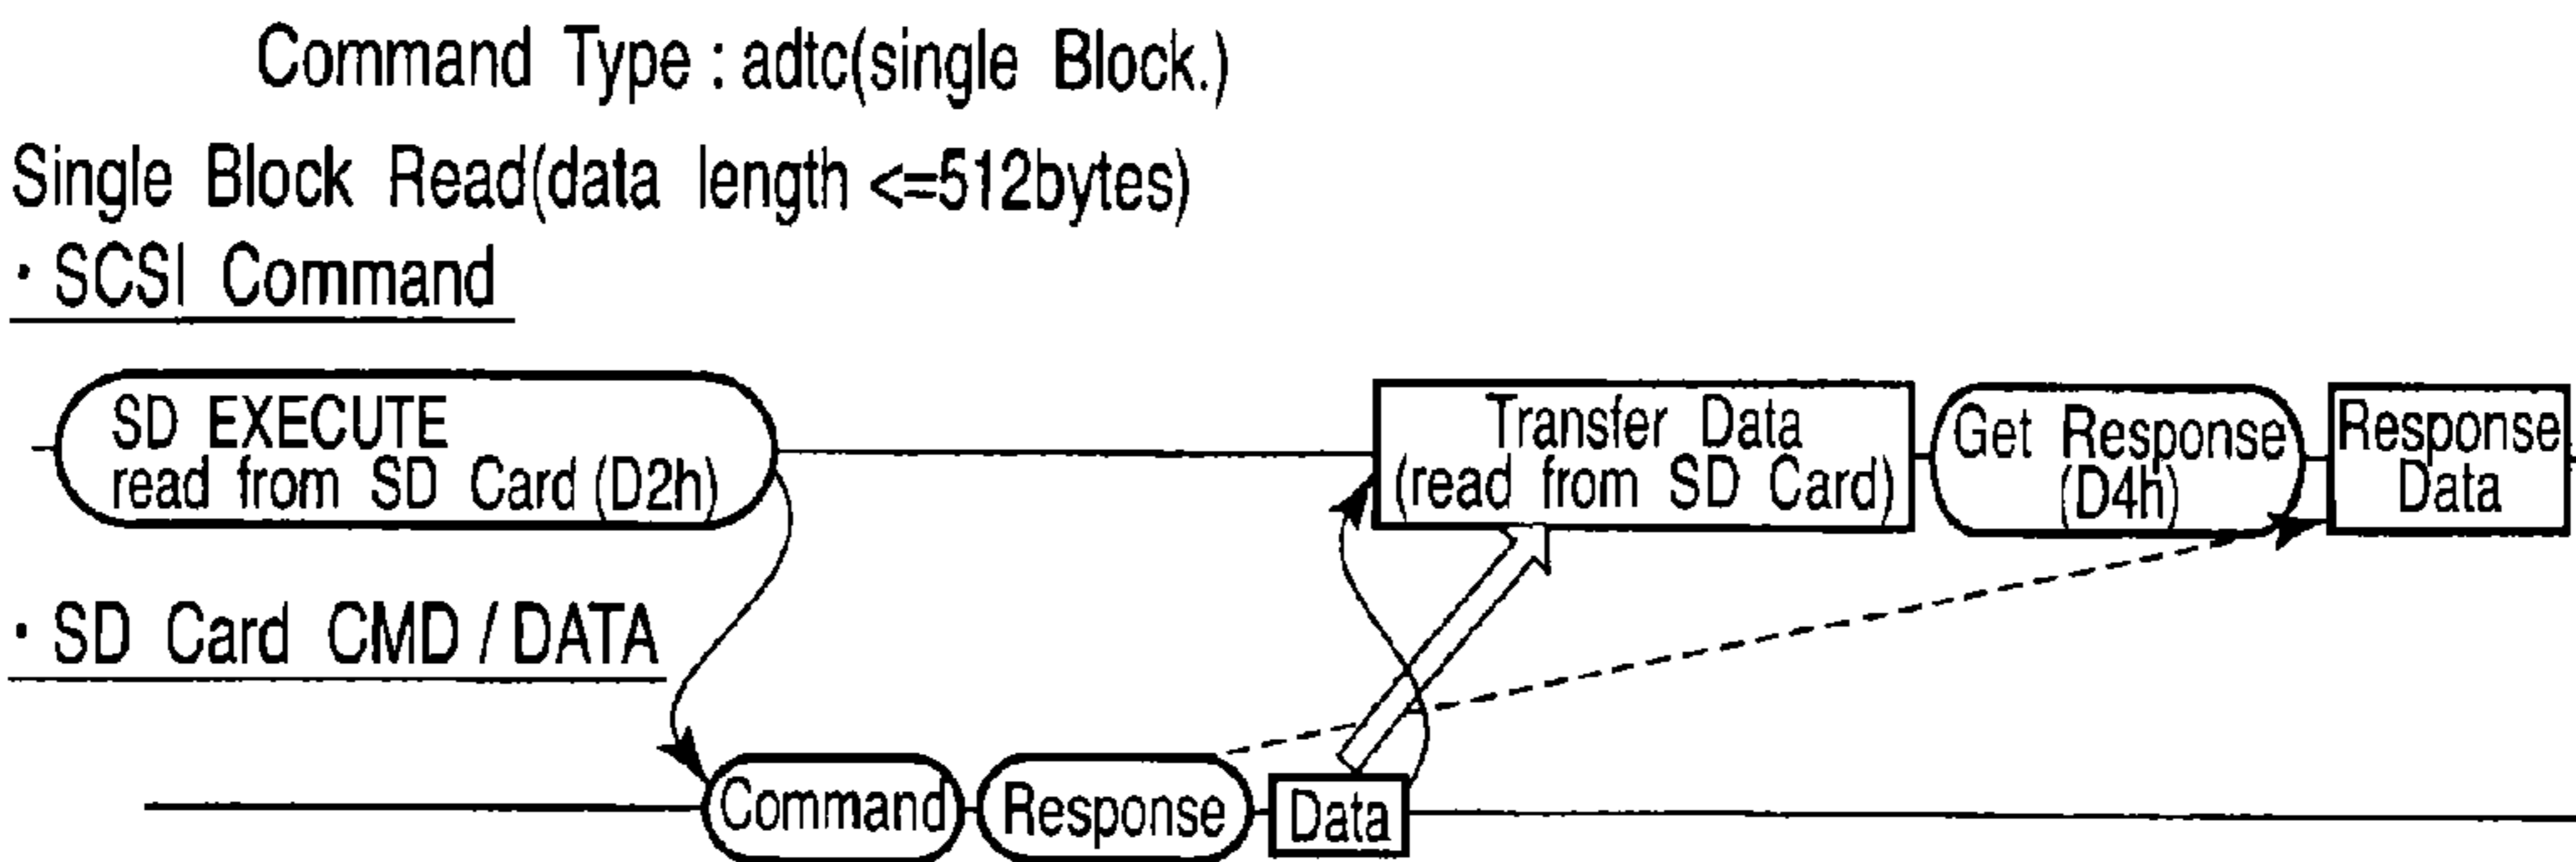 Command Type : adtc(single Block.)
Single Block Read(data length <=512bytes)
· SCSI Command
SD EXECUTE
read from SD Card (D2h)
Transfer Data
(read from SD Card)
Get Response
(D4h)
Response
Data
· SD Card CMD / DATA
Command
Response
Data